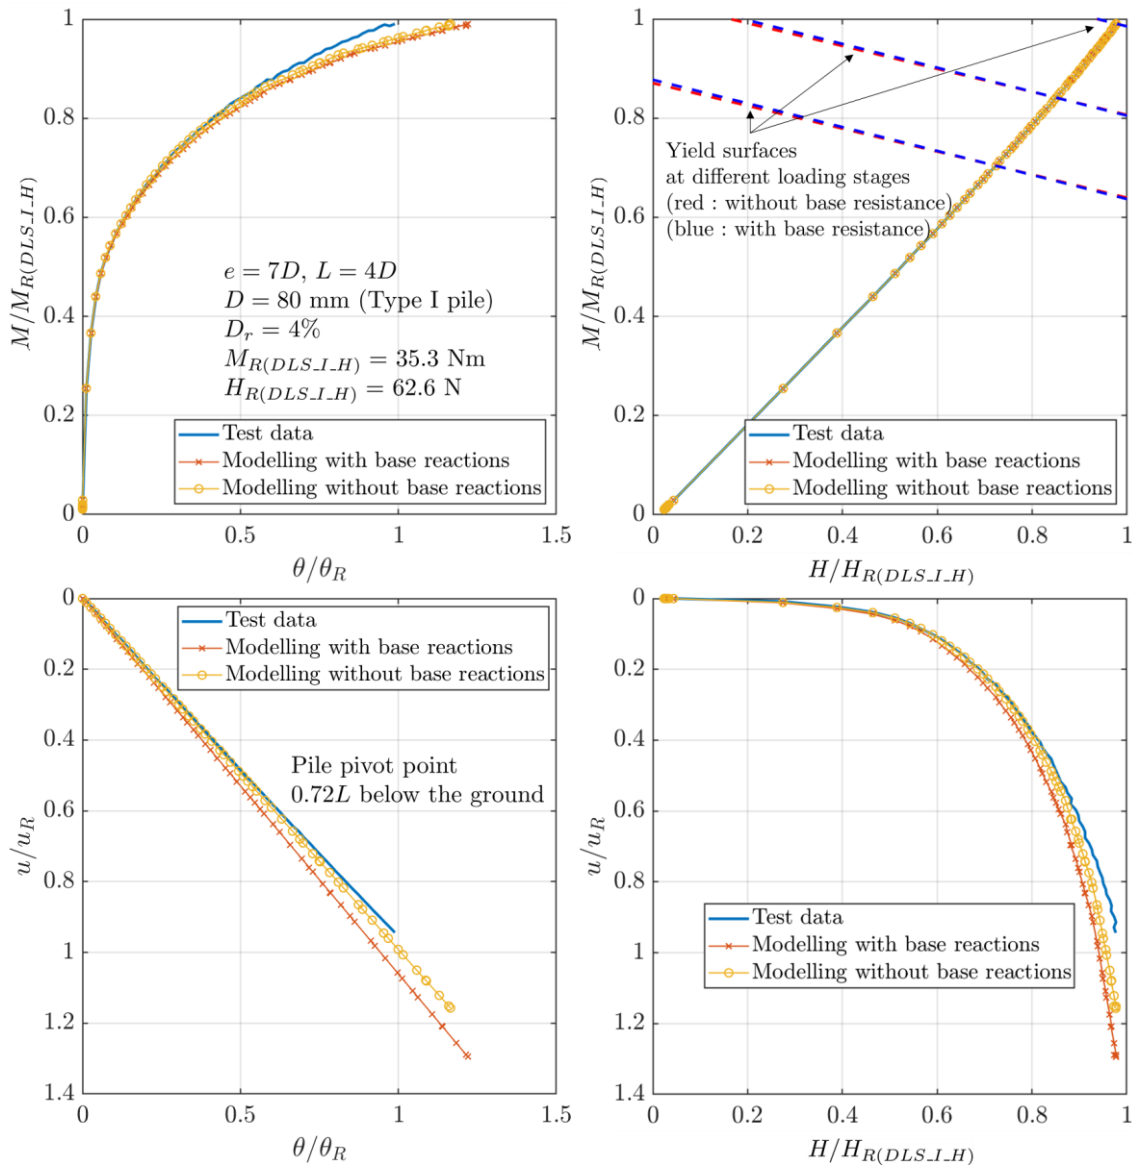 1
0.8
0.6
0.4
0.2
0
M/M_{R(DLS_I_H)}
e = 7D, L = 4D
D = 80 mm (Type I pile)
D_r = 4%
M_{R(DLS_I_H)} = 35.3 Nm
H_{R(DLS_I_H)} = 62.6 N
Test data
Modelling with base reactions
Modelling without base reactions
0 0.5 1 1.5
θ/θ_R
1
0.8
0.6
0.4
0.2
0
M/M_{R(DLS_I_H)}
Yield surfaces
at different loading stages
(red : without base resistance)
(blue : with base resistance)
Test data
Modelling with base reactions
Modelling without base reactions
0 0.2 0.4 0.6 0.8 1
H/H_{R(DLS_I_H)}
0
0.2
0.4
0.6
0.8
1
1.2
1.4
u/u_R
Test data
Modelling with base reactions
Modelling without base reactions
Pile pivot point
0.72L below the ground
0 0.5 1 1.5
θ/θ_R
0
0.2
0.4
0.6
0.8
1
1.2
1.4
u/u_R
Test data
Modelling with base reactions
Modelling without base reactions
0 0.2 0.4 0.6 0.8 1
H/H_{R(DLS_I_H)}